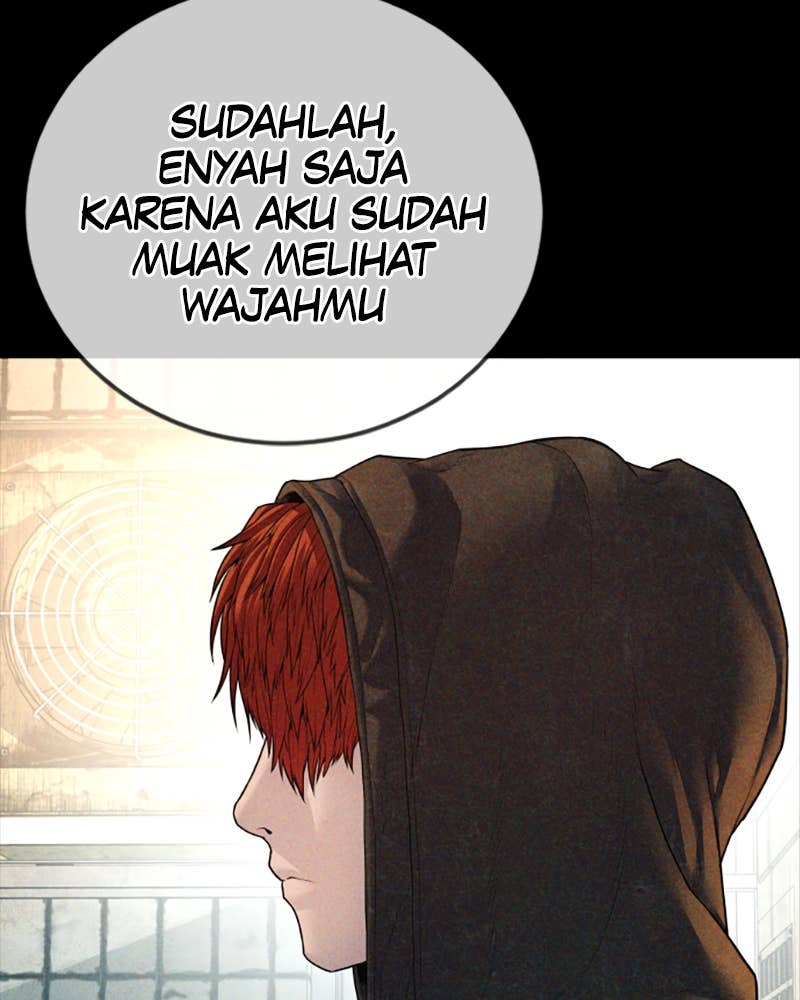 SUDAHLAH,
ENYAH SAJA
KARENA AKU SUDAH
MUAK MELIHAT
WAJAHMU